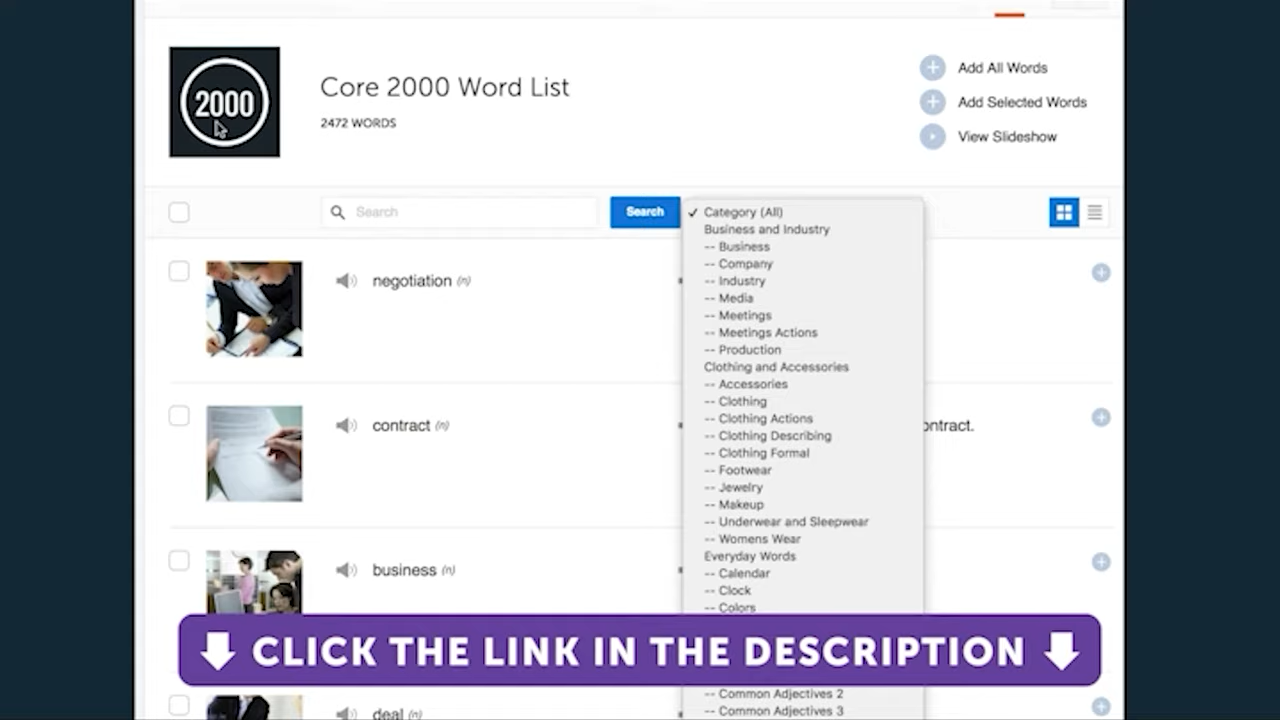 2000
Core 2000 Word List
2472 WORDS
Add All Words
Add Selected Words
View Slideshow
Search
Search
✓ Category (All)
Business and Industry
-- Business
-- Company
-- Industry
-- Media
-- Meetings
-- Meetings Actions
-- Production
Clothing and Accessories
-- Accessories
-- Clothing
-- Clothing Actions
-- Clothing Describing
-- Clothing Formal
-- Footwear
-- Jewelry
-- Makeup
-- Underwear and Sleepwear
-- Womens Wear
Everyday Words
-- Calendar
-- Clock
-- Colors
-- Common Adjectives 2
-- Common Adjectives 3
negotiation (n)
contract (n)
ontract.
business (n)
deal (n)
CLICK THE LINK IN THE DESCRIPTION